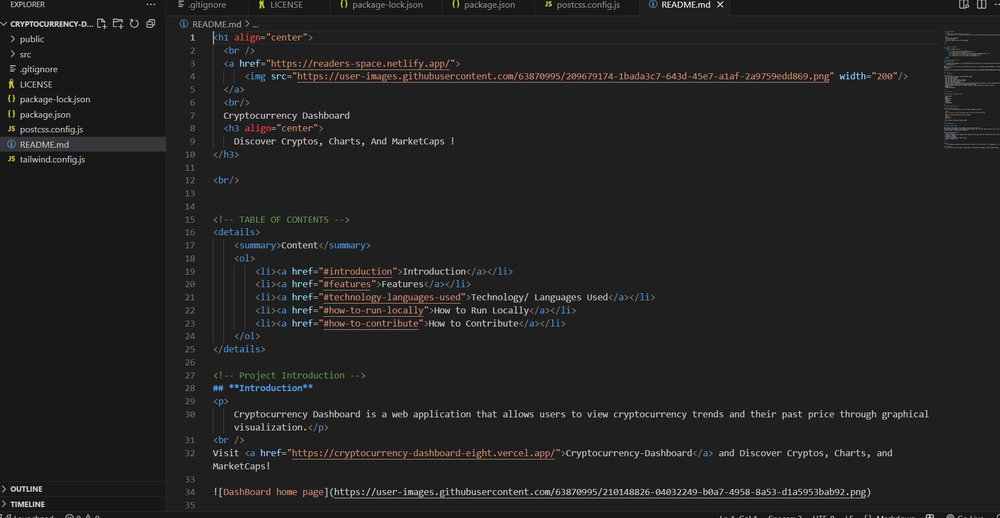 EXPLORER
CRYPTOCURRENCY-D...
public
src
.gitignore
LICENSE
package-lock.json
package.json
postcss.config.js
README.md
tailwind.config.js
OUTLINE
TIMELINE
.gitignore
LICENSE
package-lock.json
package.json
postcss.config.js
README.md
README.md > ...
1 <h1 align="center">
2 <br />
3 <a href="https://readers-space.netlify.app/">
4 <img src="https://user-images.githubusercontent.com/63870995/209679174-1bada3c7-643d-45e7-a1af-2a9759edd869.png" width="200"/>
5 </a>
6 <br/>
7 Cryptocurrency Dashboard
8 <h3 align="center">
9 Discover Cryptos, Charts, And MarketCaps !
10 </h3>
11
12 <br/>
13
14
15 <!-- TABLE OF CONTENTS -->
16 <details>
17 <summary>Content</summary>
18 <ol>
19 <li><a href="#introduction">Introduction</a></li>
20 <li><a href="#features">Features</a></li>
21 <li><a href="#technology-languages-used">Technology/ Languages Used</a></li>
22 <li><a href="#how-to-run-locally">How to Run Locally</a></li>
23 <li><a href="#how-to-contribute">How to Contribute</a></li>
24 </ol>
25 </details>
26
27 <!-- Project Introduction -->
28 ## **Introduction**
29 <p>
30 Cryptocurrency Dashboard is a web application that allows users to view cryptocurrency trends and their past price through graphical
visualization.</p>
31 <br />
32 Visit <a href="https://cryptocurrency-dashboard-eight.vercel.app/">Cryptocurrency-Dashboard</a> and Discover Cryptos, Charts, and
MarketCaps!
33
34 ![DashBoard home page](https://user-images.githubusercontent.com/63870995/210148826-04032249-b0a7-4958-8a53-d1a5953bab92.png)
35